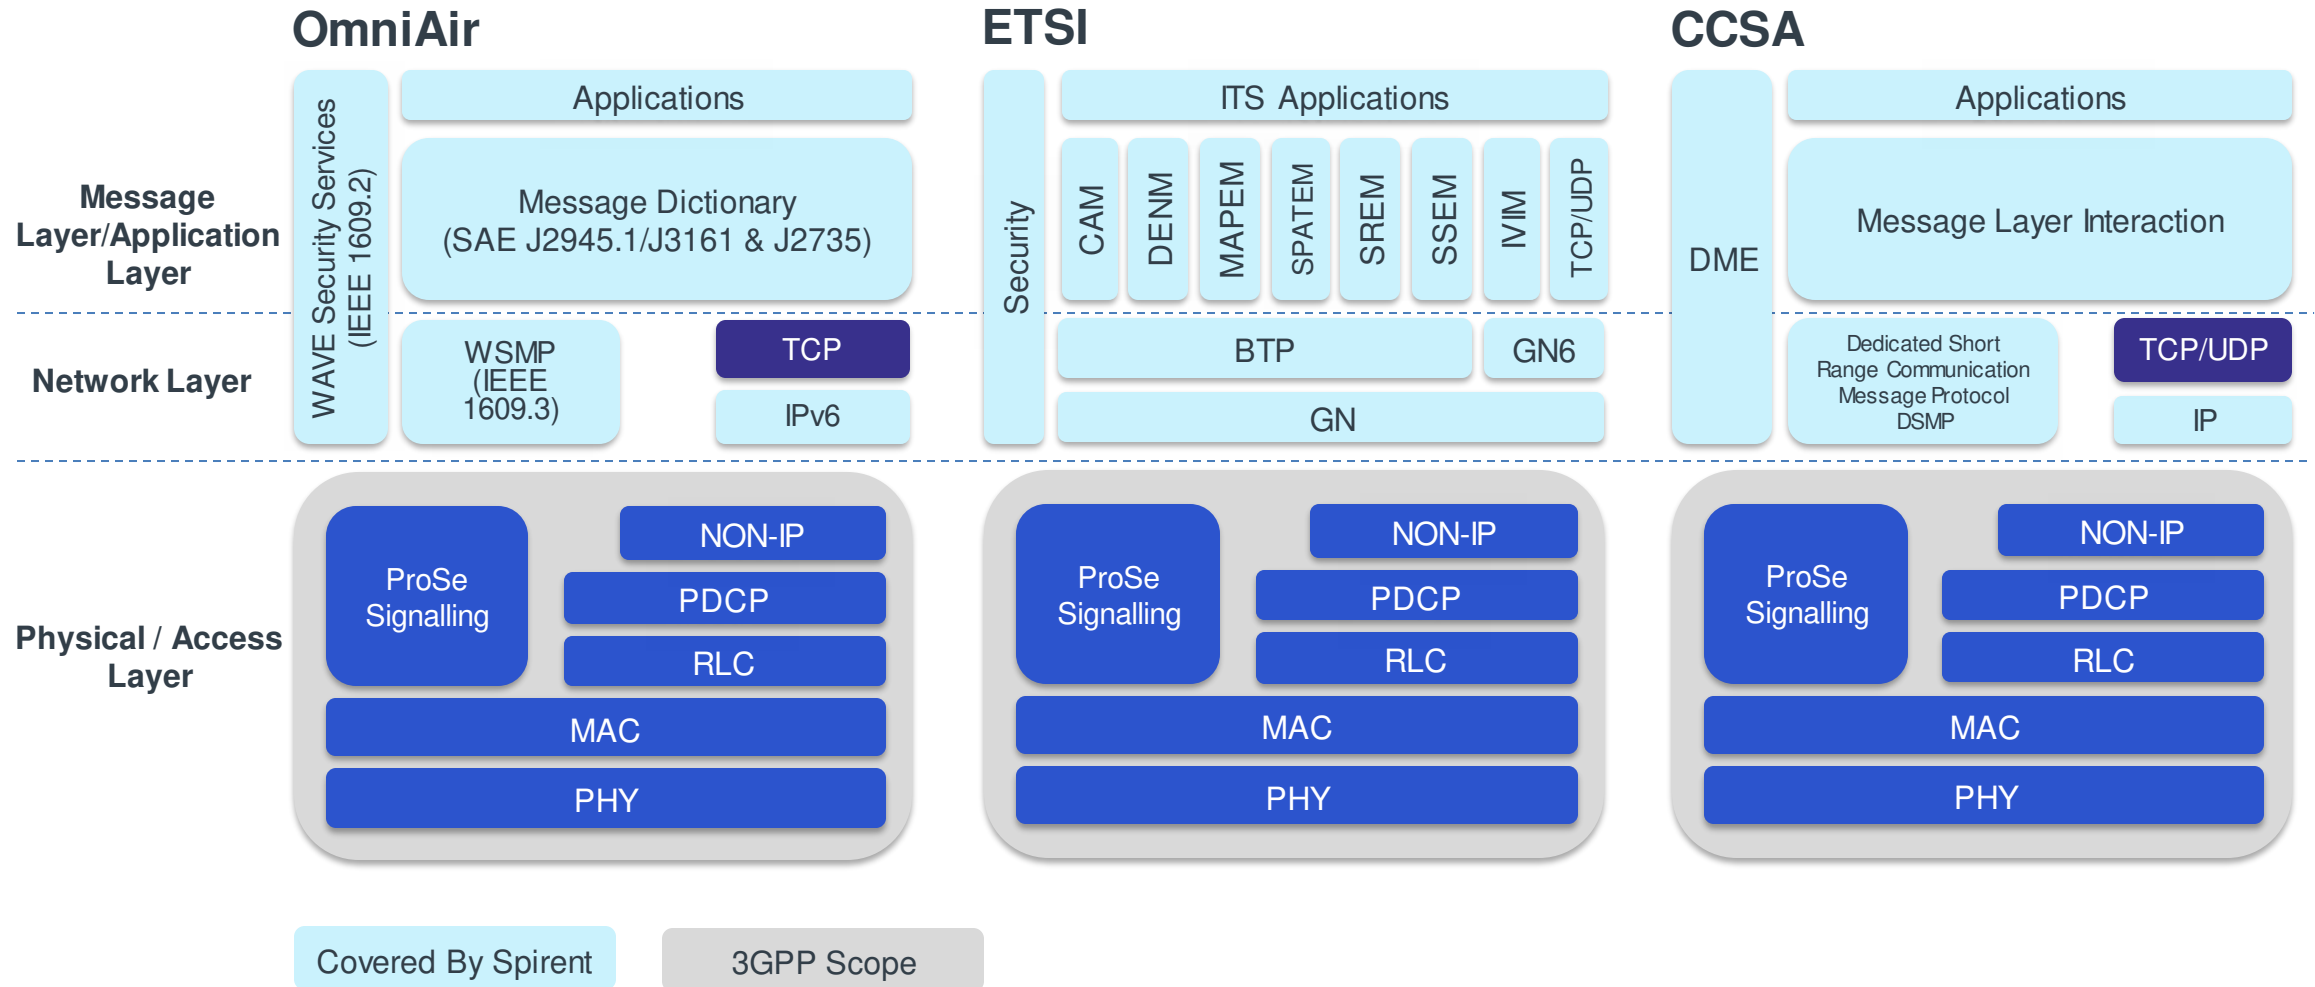 OmniAir
ETSI
CCSA
Message
Layer/Application
Layer
Network Layer
Physical / Access
Layer
WAVE Security Services
(IEEE 1609.2)
Applications
Message Dictionary
(SAE J2945.1/J3161 & J2735)
WSMP
(IEEE
1609.3)
TCP
IPv6
ProSe
Signalling
NON-IP
PDCP
RLC
MAC
PHY
Security
ITS Applications
CAM
DENM
MAPEM
SPATEM
SREM
SSEM
IVIM
TCP/UDP
BTP
GN6
GN
ProSe
Signalling
NON-IP
PDCP
RLC
MAC
PHY
DME
Applications
Message Layer Interaction
Dedicated Short
Range Communication
Message Protocol
DSMP
TCP/UDP
IP
ProSe
Signalling
NON-IP
PDCP
RLC
MAC
PHY
Covered By Spirent
3GPP Scope